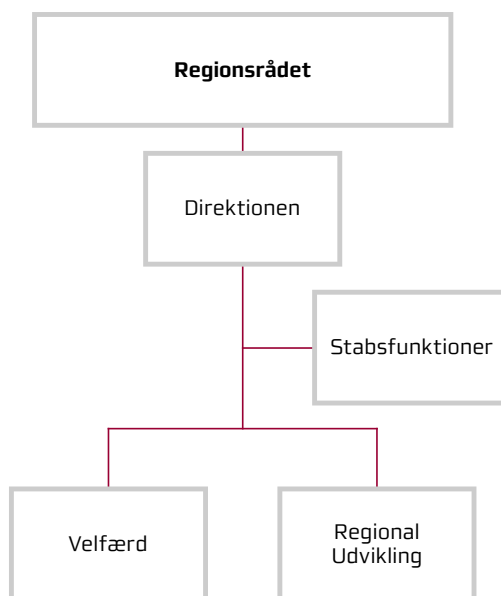 Regionsrådet
Direktionen
Stabsfunktioner
Velfærd
Regional
Udvikling